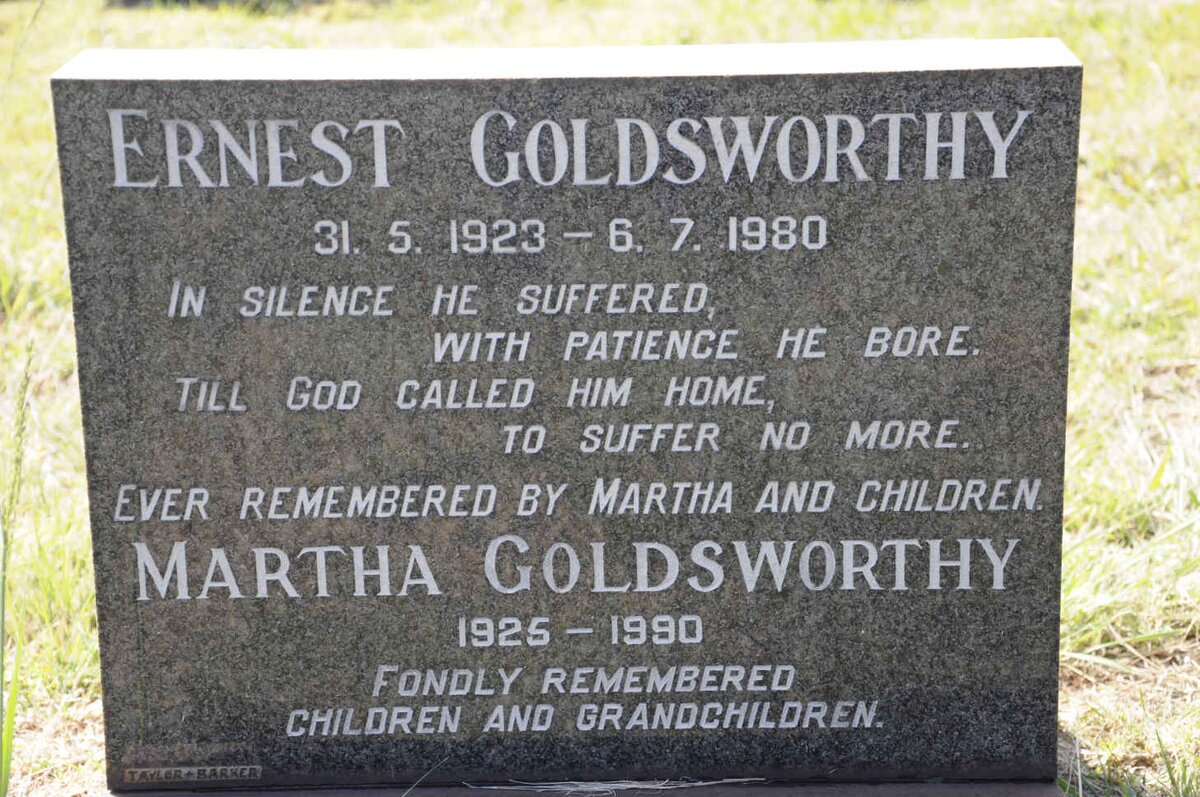 ERNEST GOLDSWORTHY
31. 5. 1923 – 6. 7. 1980
IN SILENCE HE SUFFERED,
WITH PATIENCE HE BORE.
TILL GOD CALLED HIM HOME,
TO SUFFER NO MORE.
EVER REMEMBERED BY MARTHA AND CHILDREN.
MARTHA GOLDSWORTHY
1925 – 1990
FONDLY REMEMBERED
CHILDREN AND GRANDCHILDREN.
TAYLOR + BARKER